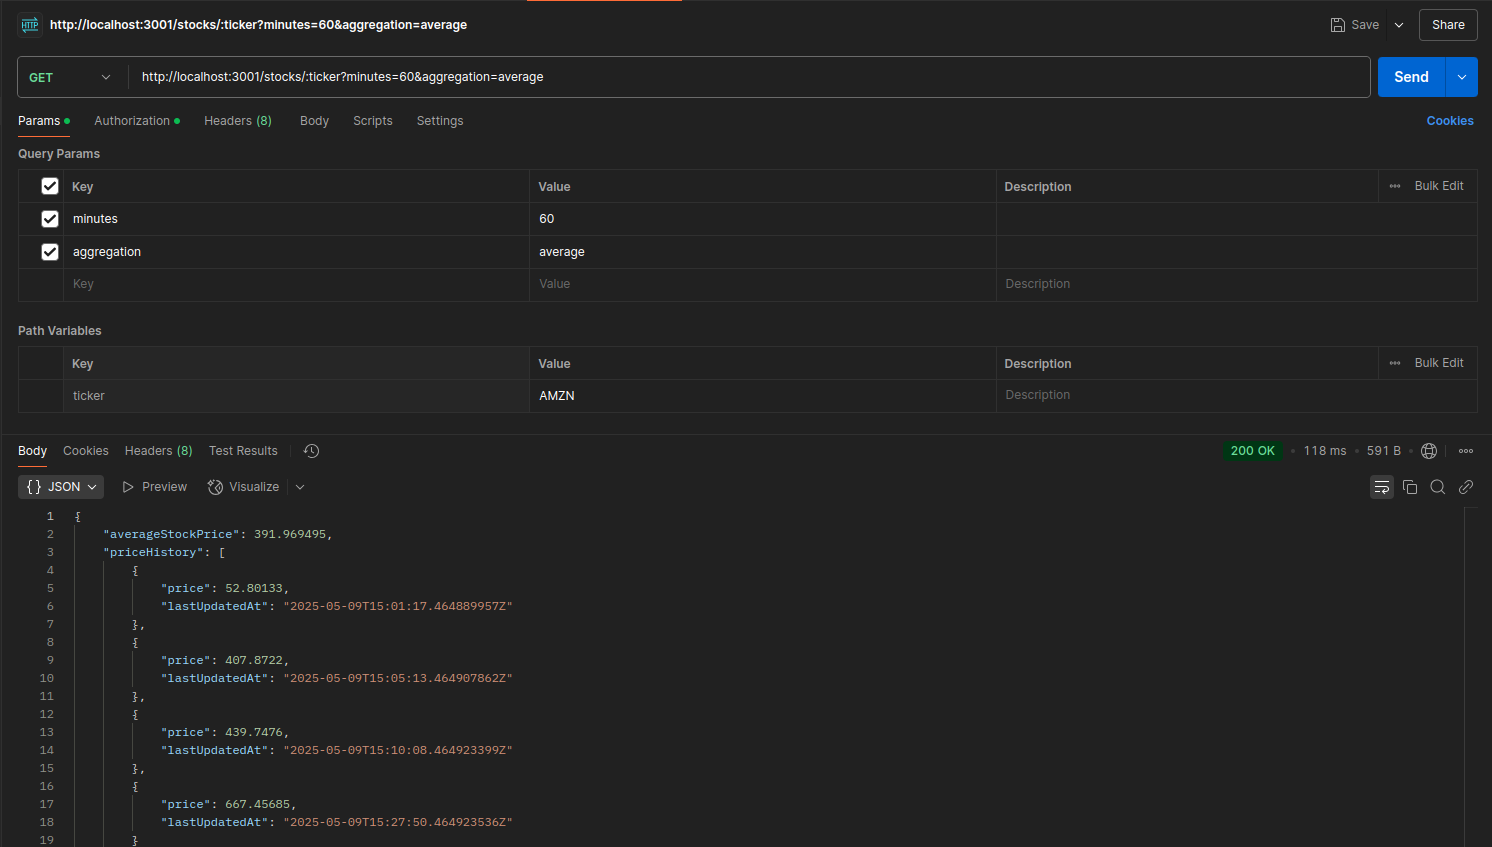 HTTP http://localhost:3001/stocks/:ticker?minutes=60&aggregation=average Save Share
GET http://localhost:3001/stocks/:ticker?minutes=60&aggregation=average Send
Params Authorization Headers (8) Body Scripts Settings Cookies
Query Params
Key Value Description Bulk Edit
minutes 60
aggregation average
Key Value Description
Path Variables
Key Value Description Bulk Edit
ticker AMZN Description
Body Cookies Headers (8) Test Results 200 OK • 118 ms • 591 B •
{} JSON Preview Visualize
1 {
2 "averageStockPrice": 391.969495,
3 "priceHistory": [
4 {
5 "price": 52.80133,
6 "lastUpdatedAt": "2025-05-09T15:01:17.464889957Z"
7 },
8 {
9 "price": 407.8722,
10 "lastUpdatedAt": "2025-05-09T15:05:13.464907862Z"
11 },
12 {
13 "price": 439.7476,
14 "lastUpdatedAt": "2025-05-09T15:10:08.464923399Z"
15 },
16 {
17 "price": 667.45685,
18 "lastUpdatedAt": "2025-05-09T15:27:50.464923536Z"
19 }